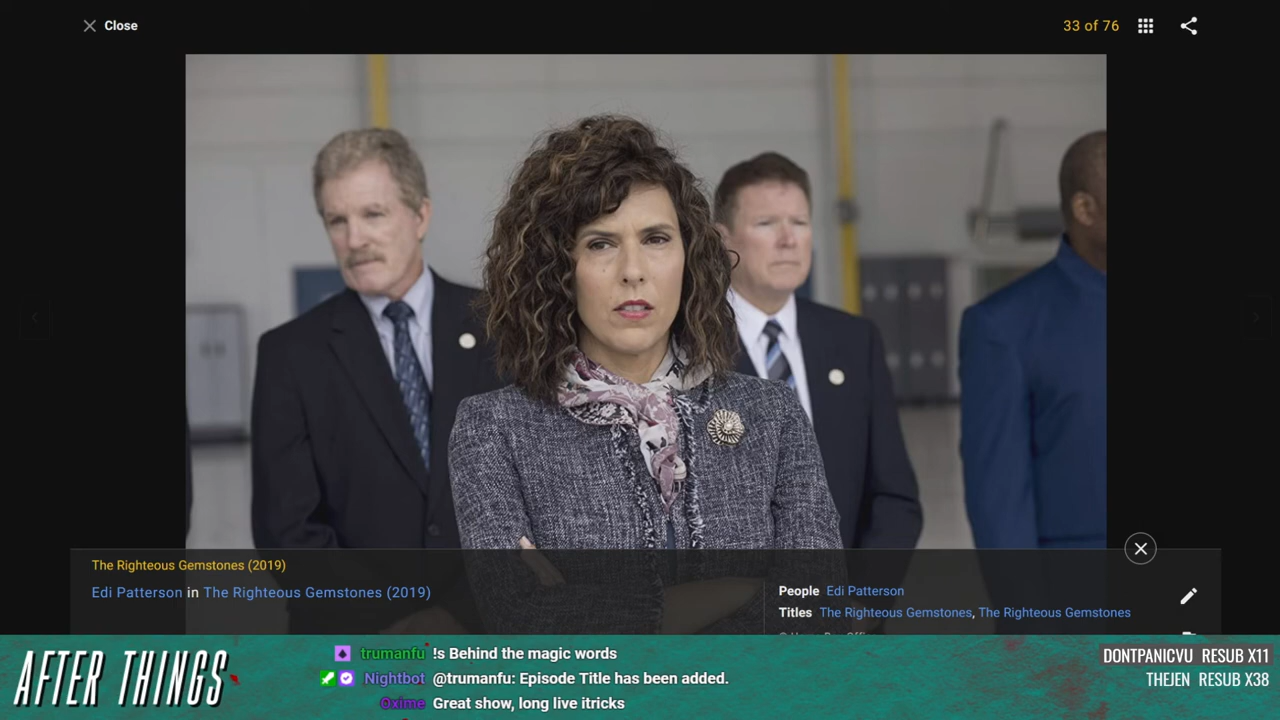 Close
33 of 76
The Righteous Gemstones (2019)
Edi Patterson in The Righteous Gemstones (2019)
People Edi Patterson
Titles The Righteous Gemstones, The Righteous Gemstones
AFTER THINGS
trumanfu !s Behind the magic words
Nightbot @trumanfu: Episode Title has been added.
Oxime Great show, long live itricks
DONTPANICVU RESUB X11
THEJEN RESUB X38